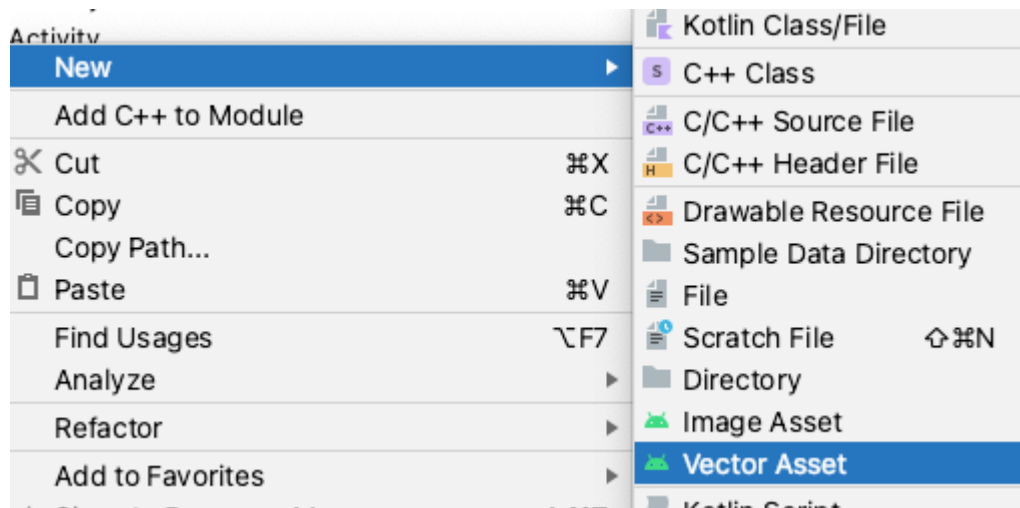 Activity
New
Add C++ to Module
Cut ⌘X
Copy ⌘C
Copy Path...
Paste ⌘V
Find Usages ⌥F7
Analyze
Refactor
Add to Favorites
Kotlin Class/File
S C++ Class
C++ C/C++ Source File
H C/C++ Header File
<> Drawable Resource File
Sample Data Directory
File
Scratch File ⇧⌘N
Directory
Image Asset
Vector Asset
Kotlin Script